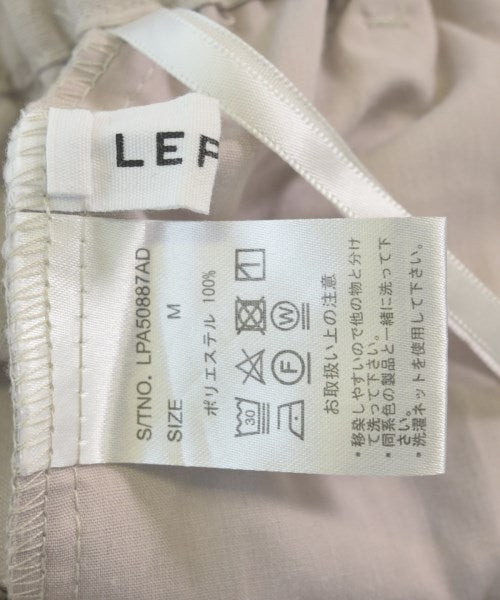 LEP
S/TNO. LPA50887AD
SIZE M
ポリエステル 100%
30
W
F
お取扱い上の注意
・移染しやすいので他の物と分け
て洗って下さい。
・同系色の製品と一緒に洗って下
さい。
・洗濯ネットを使用して下さい。